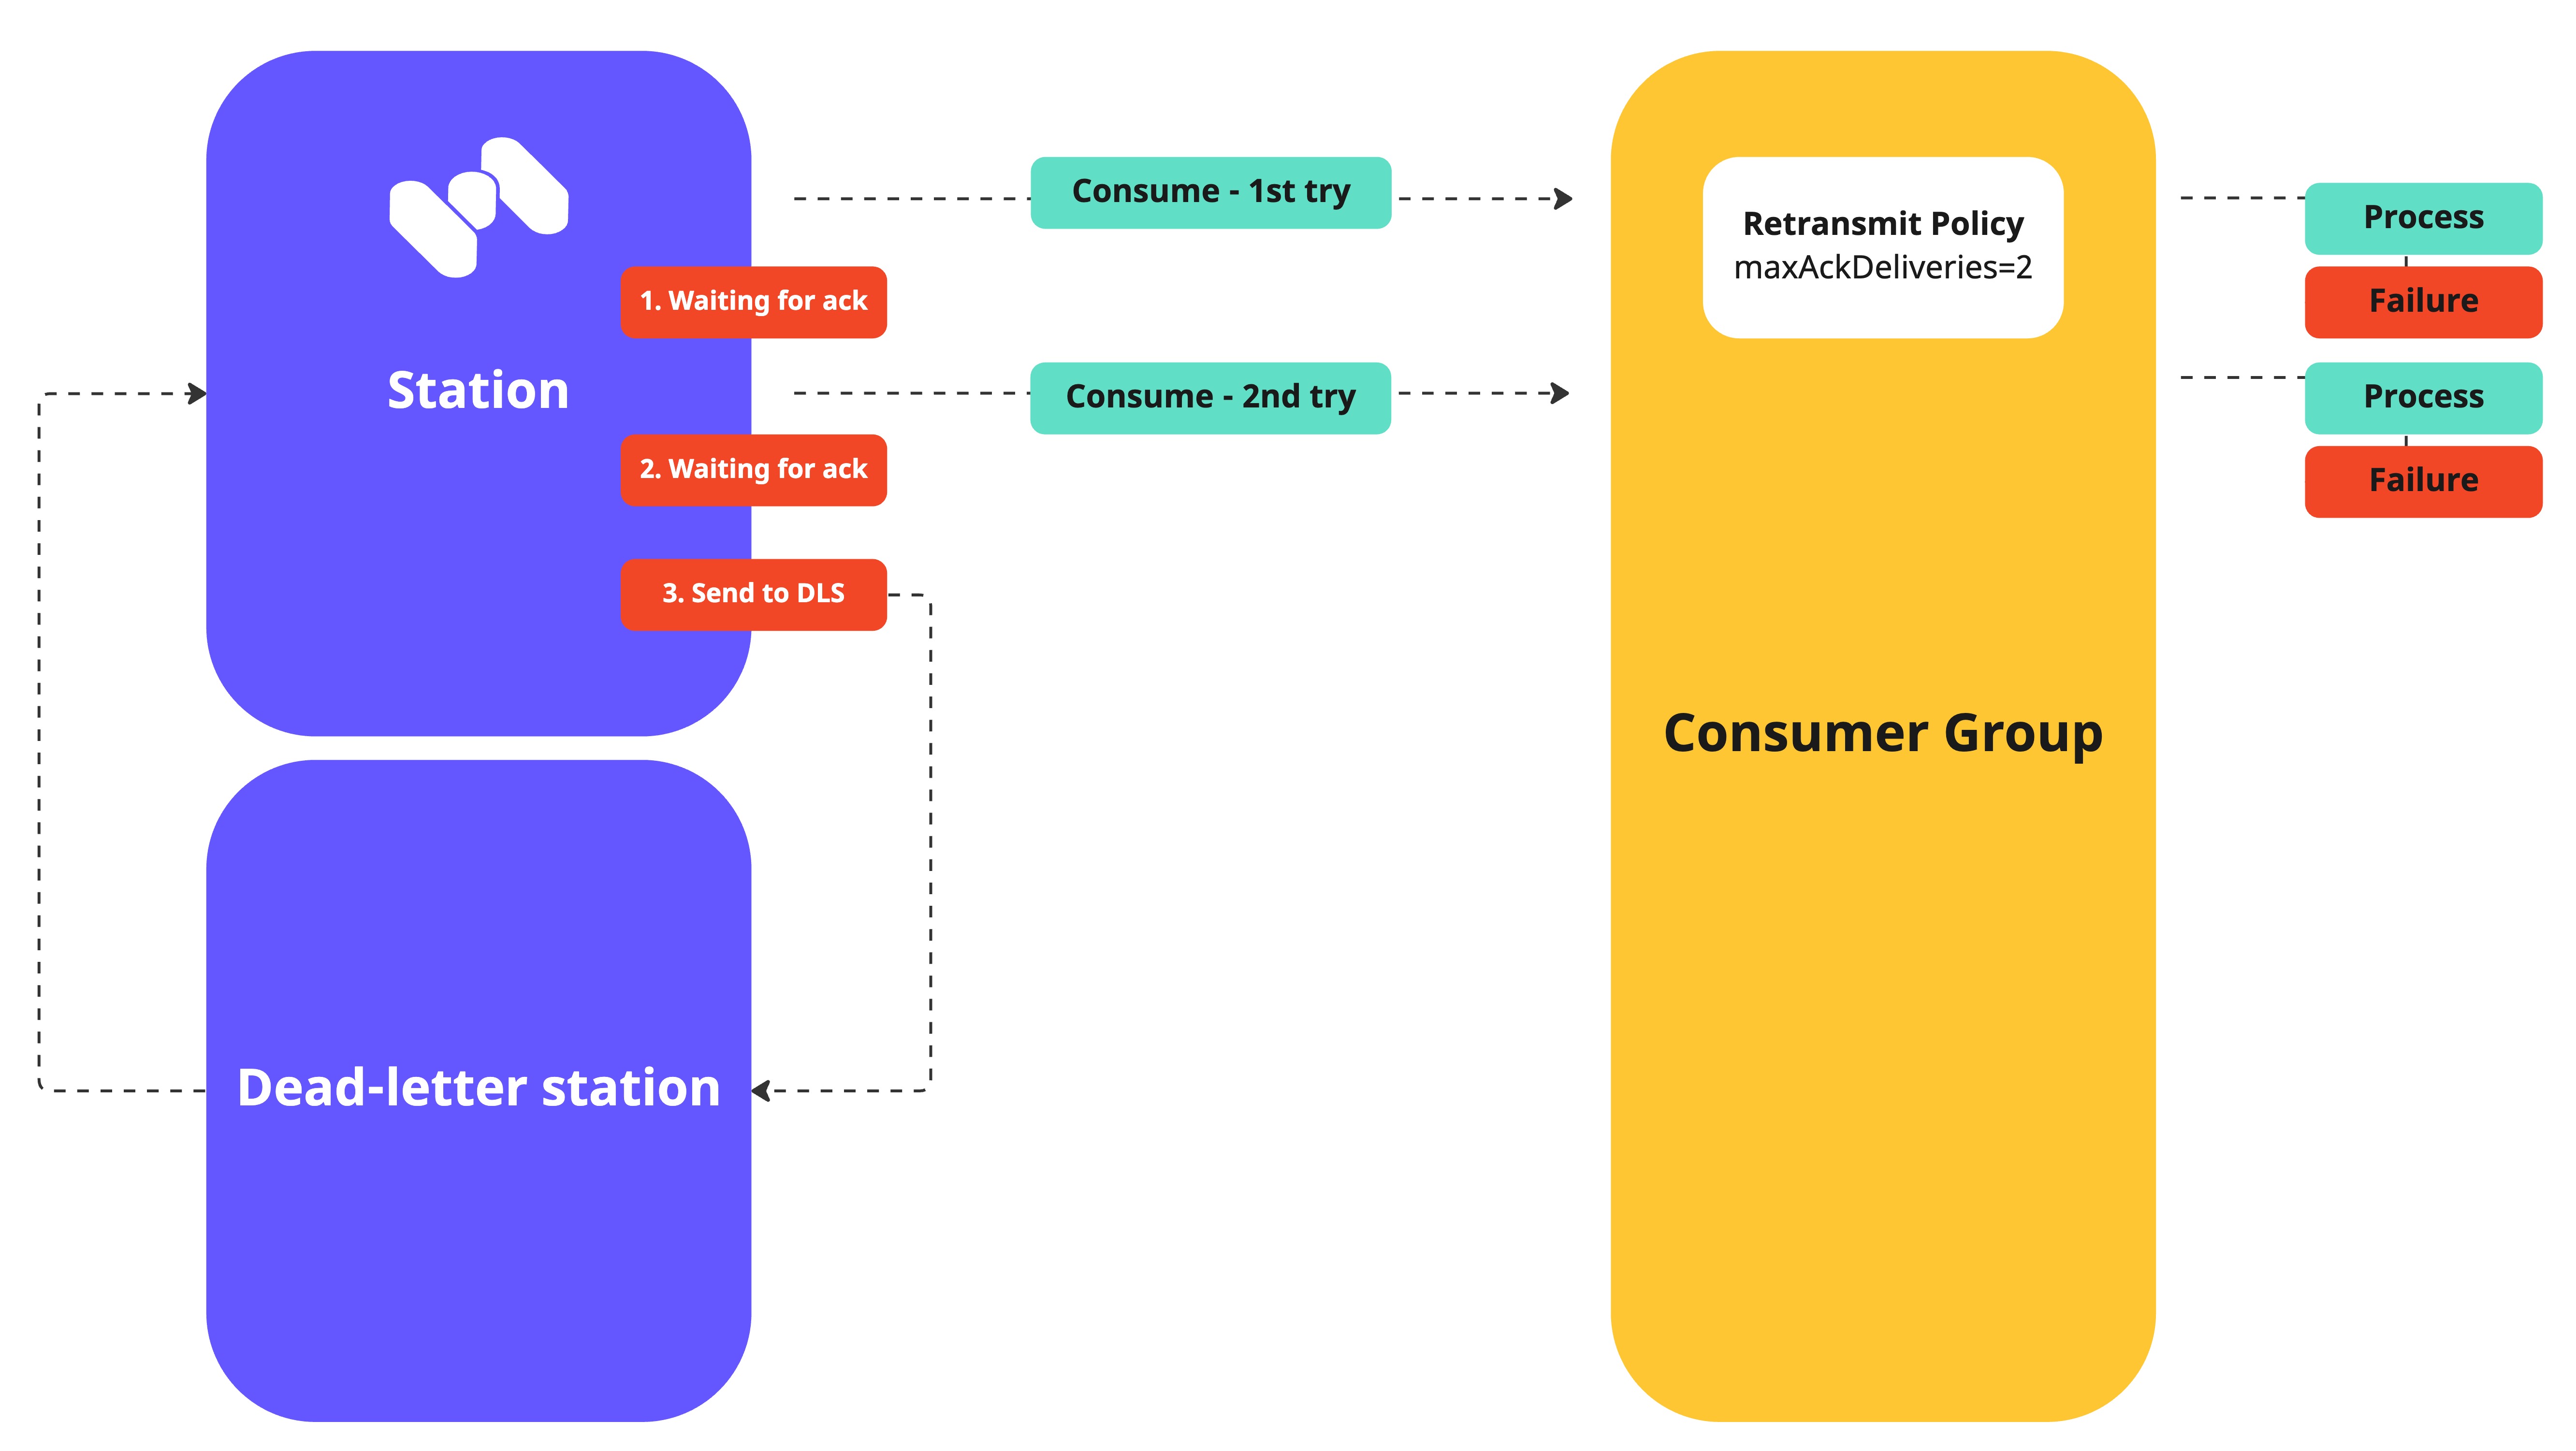 Station
1. Waiting for ack
2. Waiting for ack
3. Send to DLS
Dead-letter station
Consume - 1st try
Consume - 2nd try
Retransmit Policy
maxAckDeliveries=2
Consumer Group
Process
Failure
Process
Failure